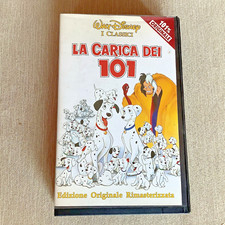 Walt Disney
I CLASSICI
LA CARICA DEI
101
Edizione Originale Rimasterizzata